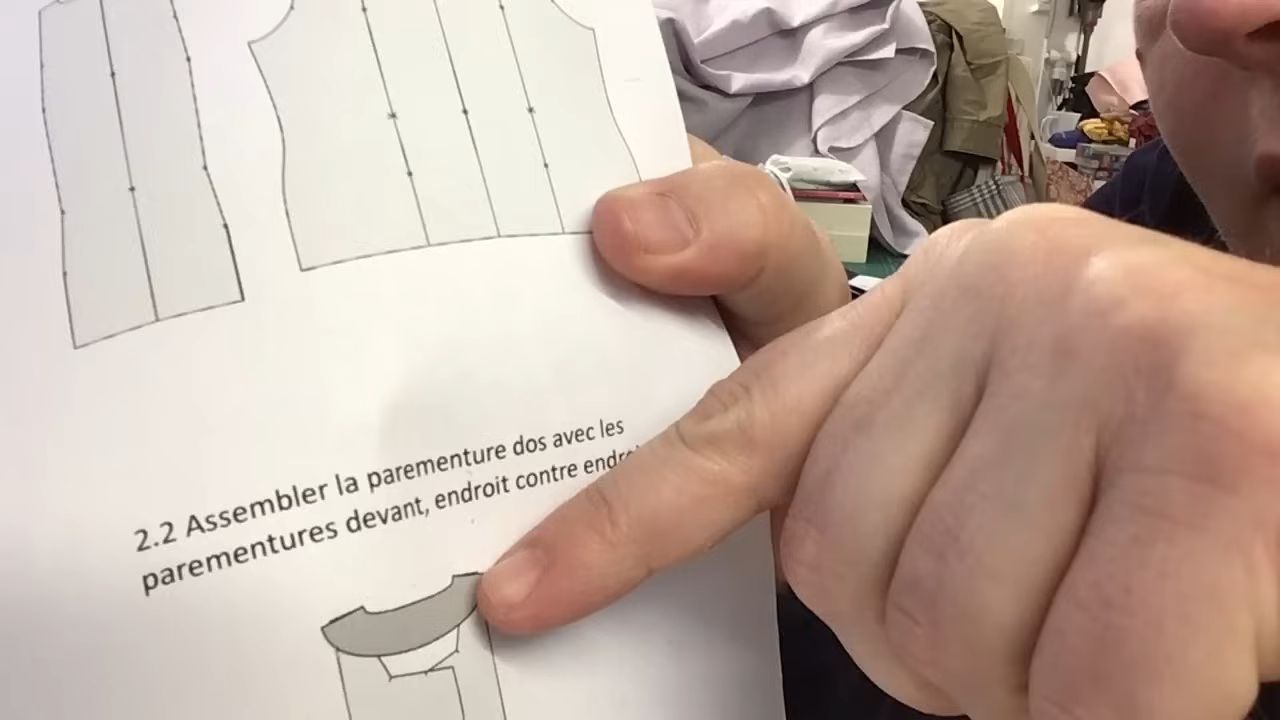 2.2 Assembler la parementure dos avec les
parementures devant, endroit contre